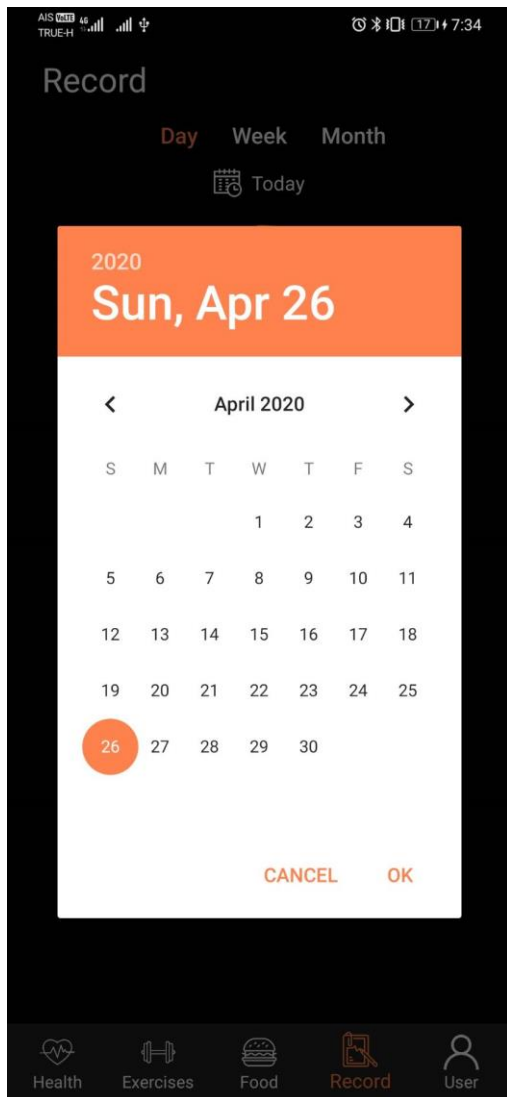 AIS VoLTE 4G
TRUE-H 17 7:34
Record
Day Week Month
Today
2020
Sun, Apr 26
April 2020
S M T W T F S
1 2 3 4
5 6 7 8 9 10 11
12 13 14 15 16 17 18
19 20 21 22 23 24 25
26 27 28 29 30
CANCEL OK
Health Exercises Food Record User